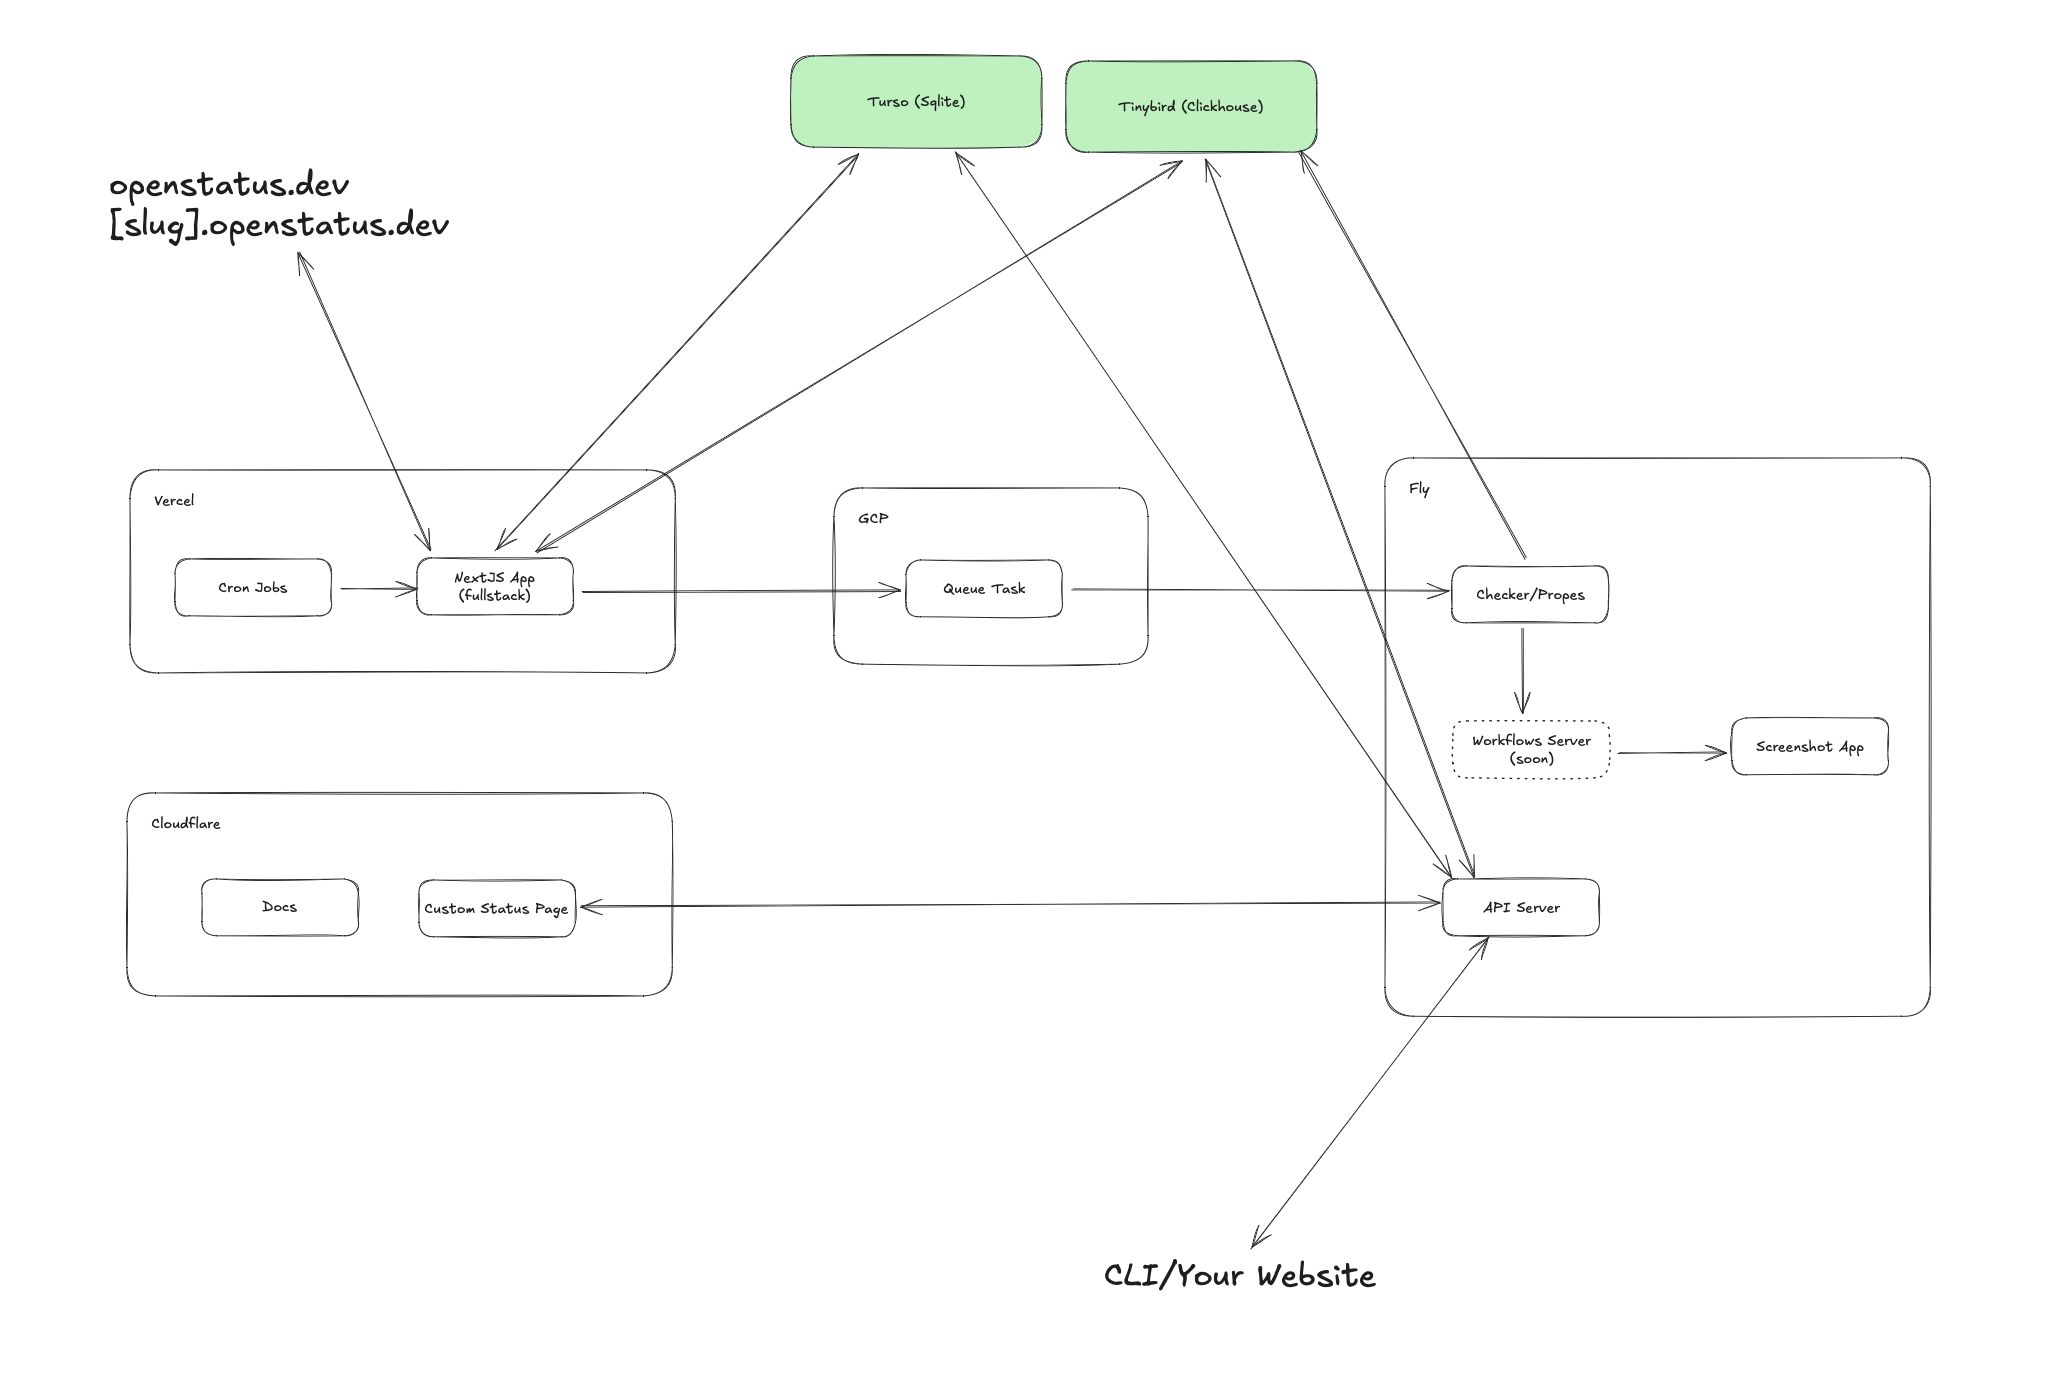 Turso (Sqlite)
Tinybird (Clickhouse)
openstatus.dev
[slug].openstatus.dev
Vercel
Cron Jobs
NextJS App
(fullstack)
GCP
Queue Task
Fly
Checker/Propes
Workflows Server
(soon)
Screenshot App
Cloudflare
Docs
Custom Status Page
API Server
CLI/Your Website